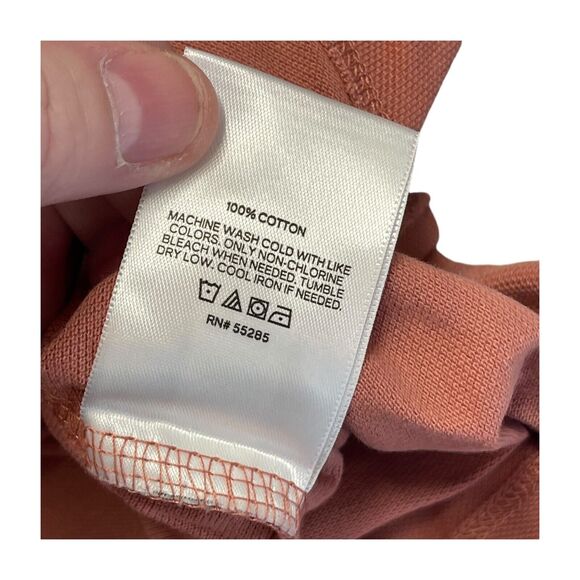 100% COTTON
MACHINE WASH COLD WITH LIKE
COLORS. ONLY NON-CHLORINE
BLEACH WHEN NEEDED. TUMBLE
DRY LOW. COOL IRON IF NEEDED.
RN# 55285